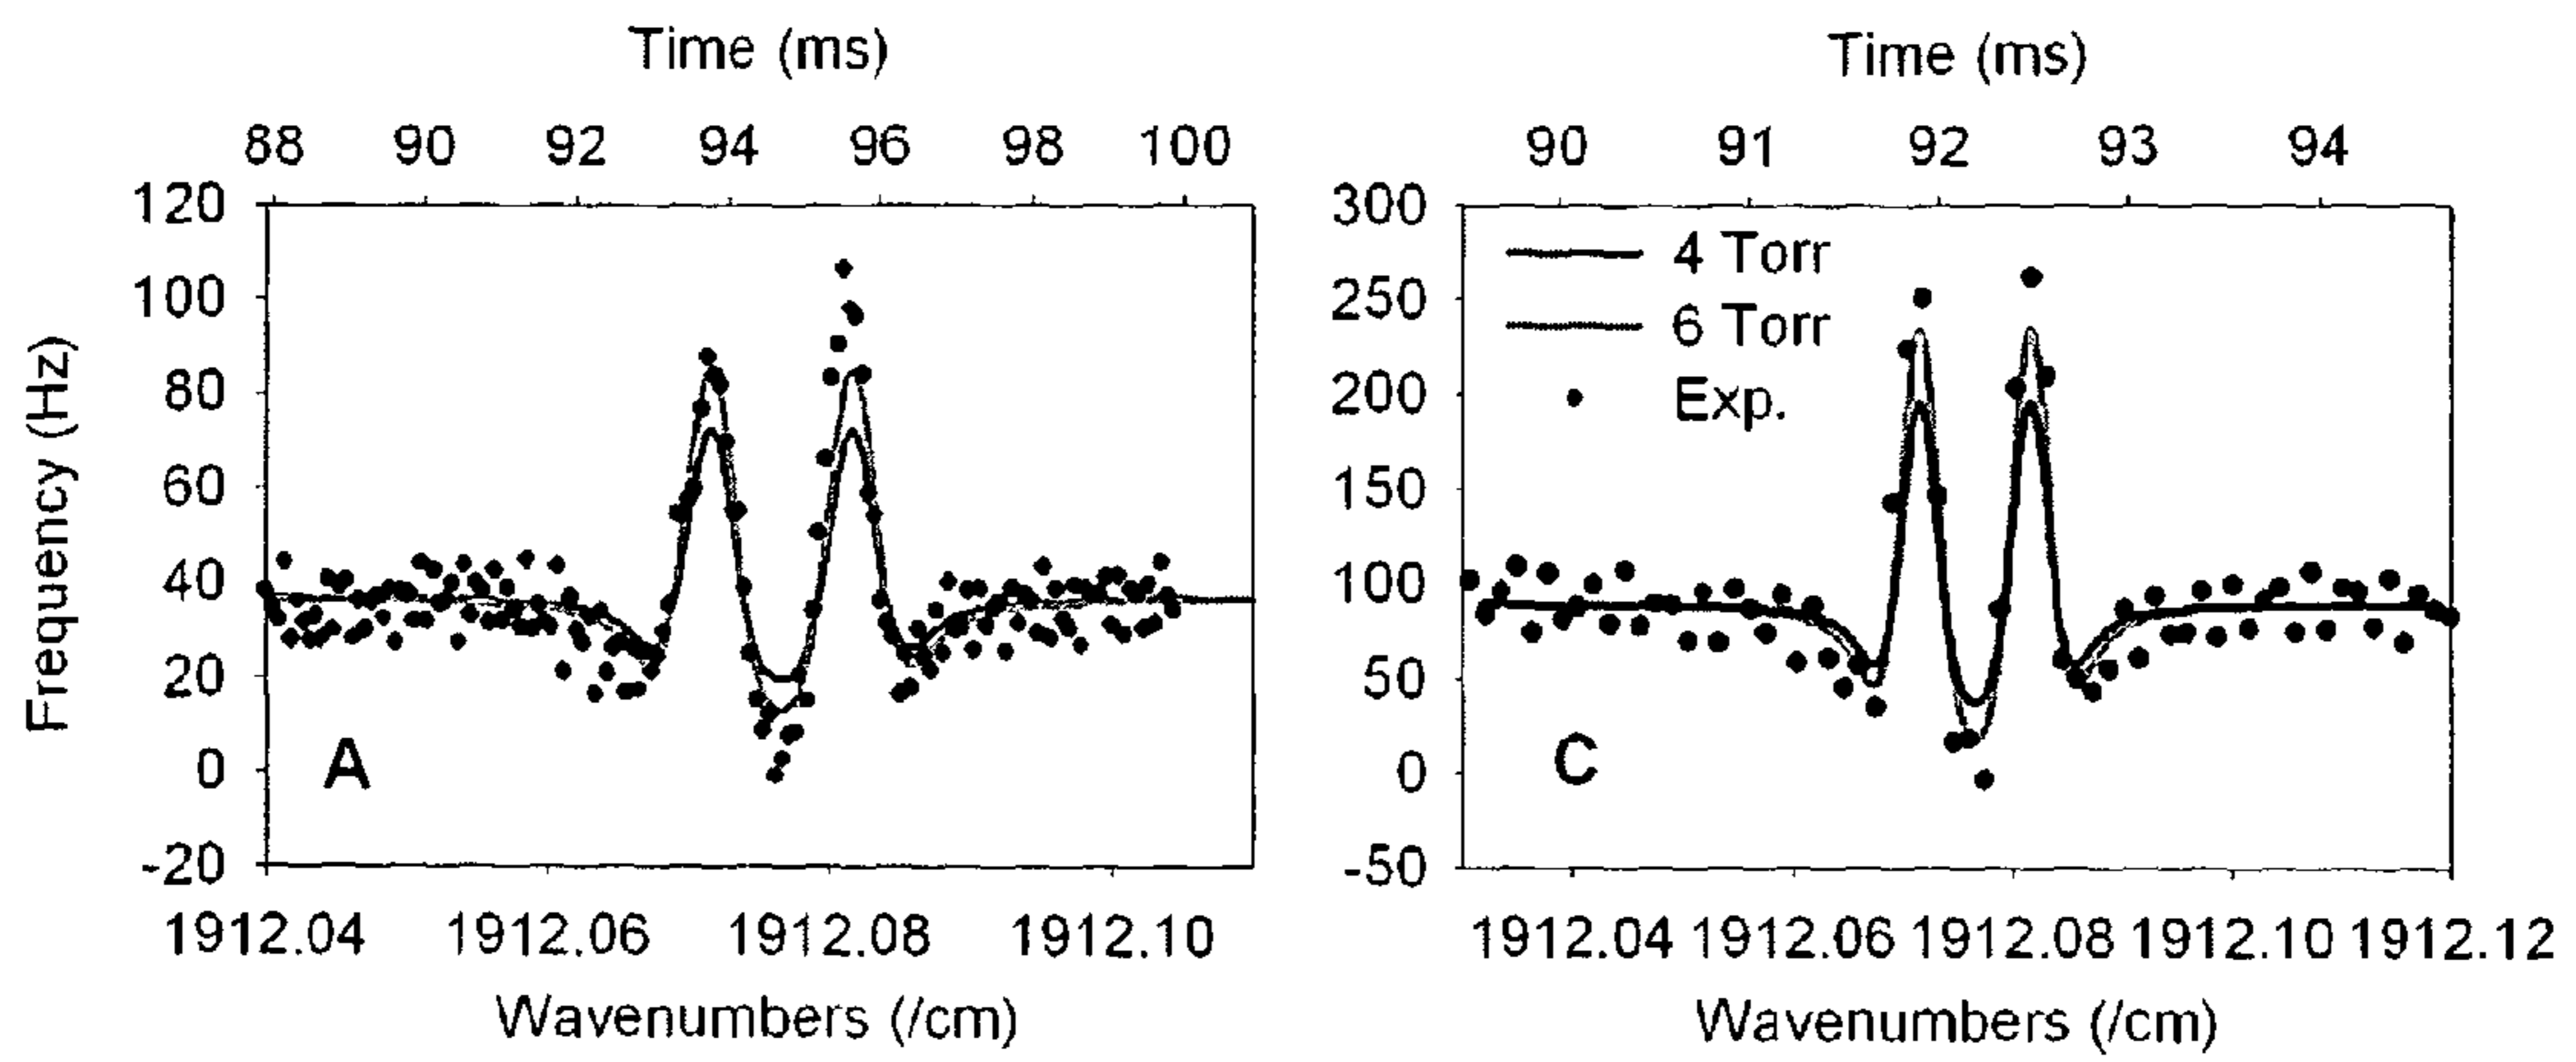 Time (ms)
88 90 92 94 96 98 100
120
100
80
60
40
20
0
-20
Frequency (Hz)
A
1912.04 1912.06 1912.08 1912.10
Wavenumbers (/cm)
Time (ms)
90 91 92 93 94
300
250
200
150
100
50
0
-50
4 Torr
6 Torr
Exp.
C
1912.04 1912.06 1912.08 1912.10 1912.12
Wavenumbers (/cm)